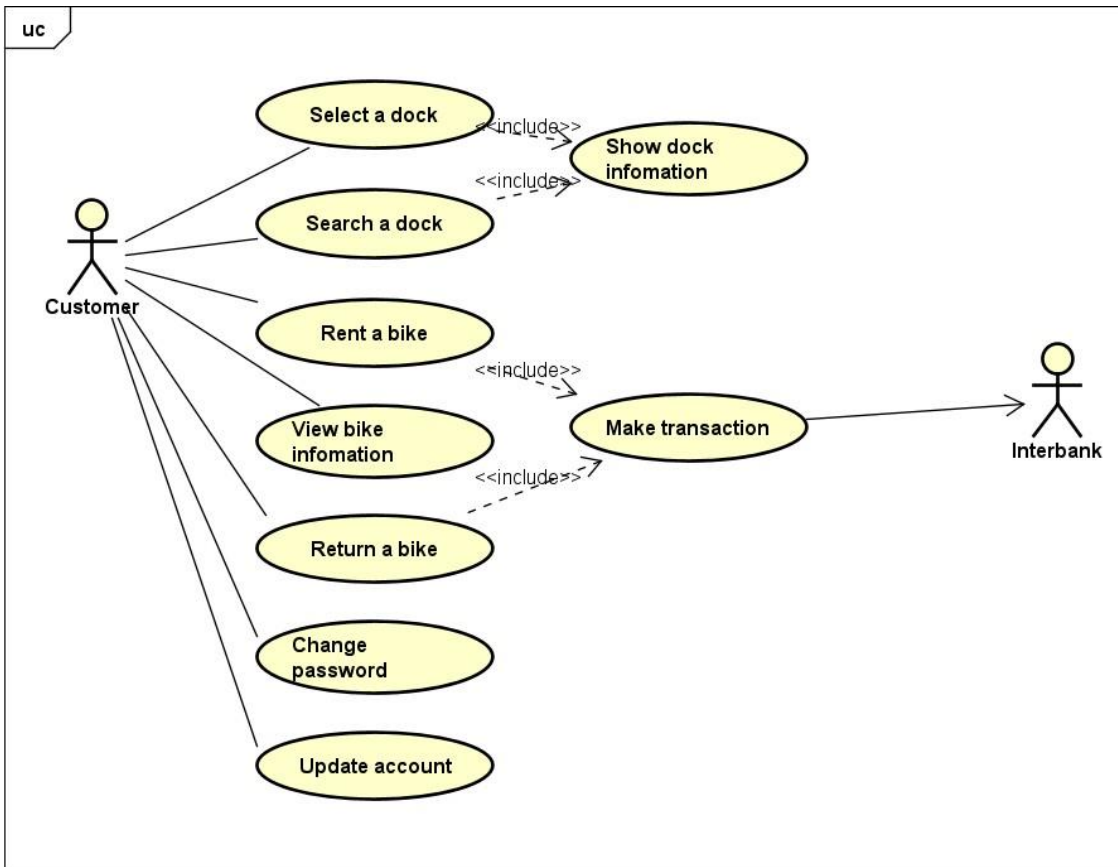 uc
Select a dock
<<include>>
Show dock
infomation
<<include>>
Search a dock
Customer
Rent a bike
<<include>>
View bike
infomation
Make transaction
Interbank
<<include>>
Return a bike
Change
password
Update account